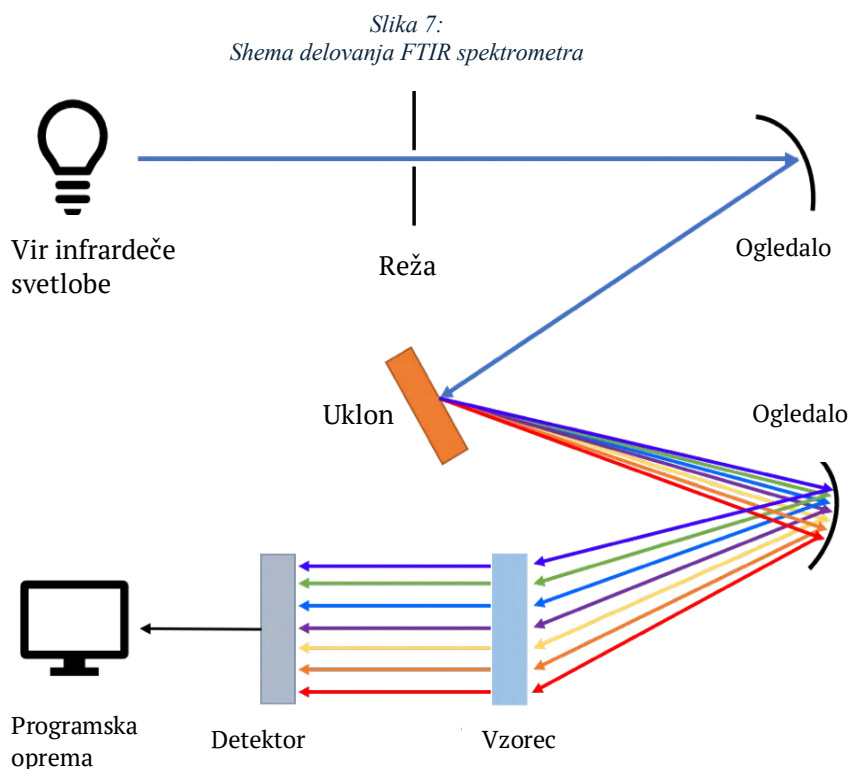 Slika 7:
Shema delovanja FTIR spektrometra
Vir infrardeče
svetlobe
Reža
Ogledalo
Uklon
Ogledalo
Programska
oprema
Detektor
Vzorec